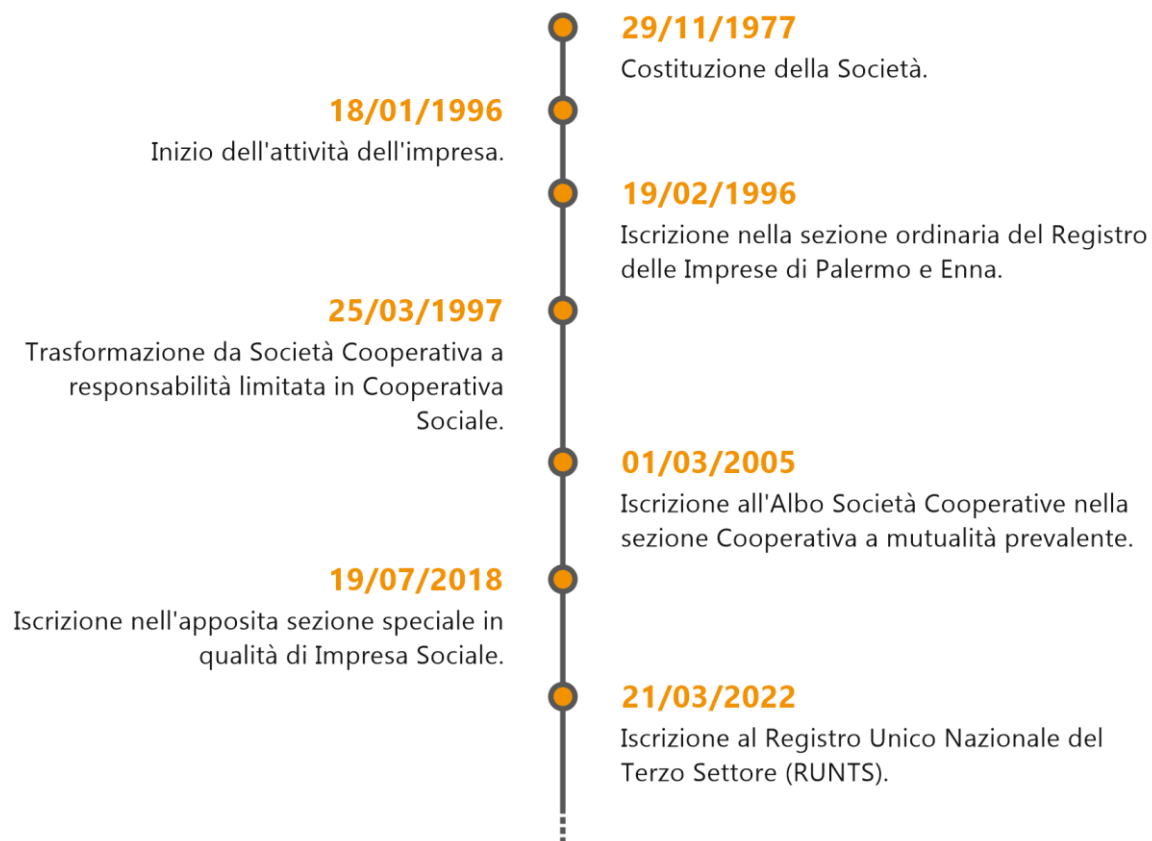 29/11/1977
Costituzione della Società.
18/01/1996
Inizio dell'attività dell'impresa.
19/02/1996
Iscrizione nella sezione ordinaria del Registro
delle Imprese di Palermo e Enna.
25/03/1997
Trasformazione da Società Cooperativa a
responsabilità limitata in Cooperativa
Sociale.
01/03/2005
Iscrizione all'Albo Società Cooperative nella
sezione Cooperativa a mutualità prevalente.
19/07/2018
Iscrizione nell'apposita sezione speciale in
qualità di Impresa Sociale.
21/03/2022
Iscrizione al Registro Unico Nazionale del
Terzo Settore (RUNTS).